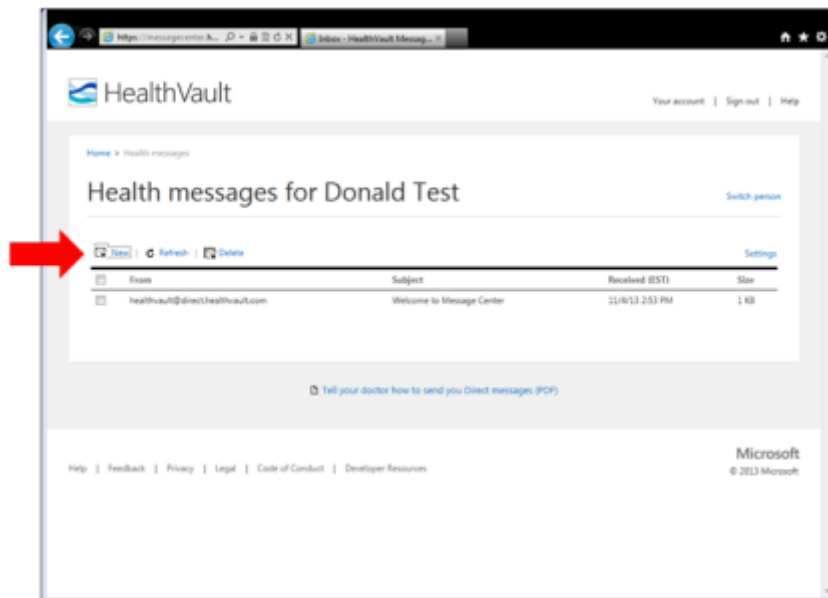 https://messagecenter.h...
Inbox - HealthVault Messag...
HealthVault
Your account | Sign out | Help
Home > Health messages
Health messages for Donald Test
Switch person
New | Refresh | Delete
Settings
From Subject Received (EST) Size
healthvault@direct.healthvault.com Welcome to Message Center 11/4/13 2:53 PM 1 KB
Tell your doctor how to send you Direct messages (PDF)
Microsoft
Help | Feedback | Privacy | Legal | Code of Conduct | Developer Resources
© 2013 Microsoft